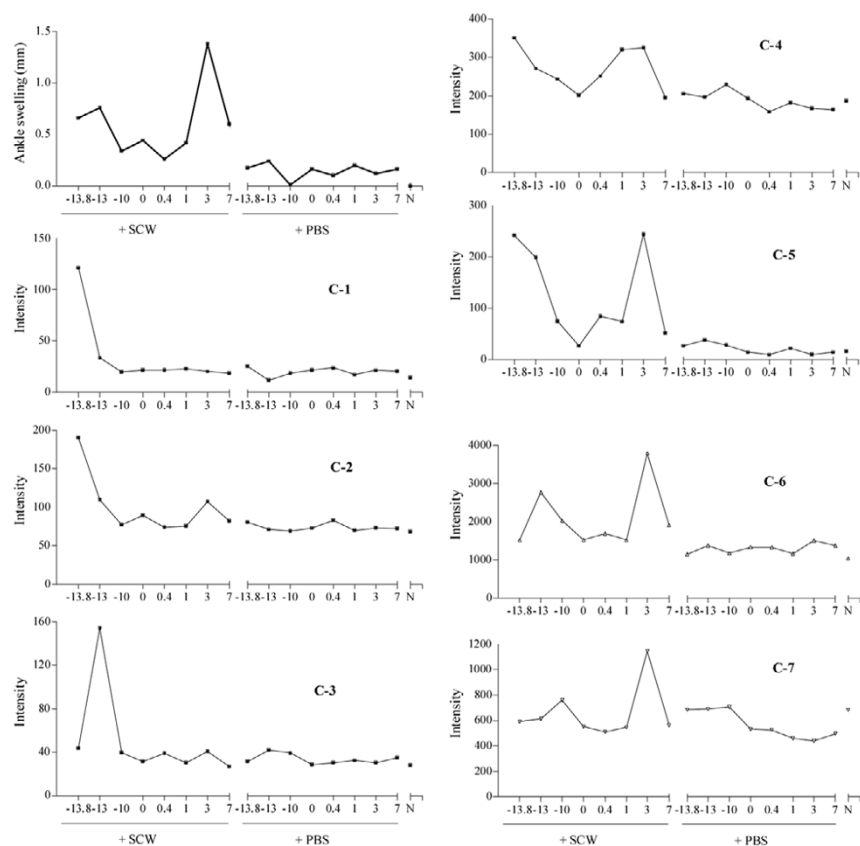 Ankle swelling (mm)
1.5
1.0
0.5
0.0
-13.8 -13 -10 0 0.4 1 3 7 -13.8 -13 -10 0 0.4 1 3 7 N
+ SCW + PBS
C-1
Intensity
150
100
50
0
-13.8 -13 -10 0 0.4 1 3 7 -13.8 -13 -10 0 0.4 1 3 7 N
C-2
Intensity
200
150
100
50
0
-13.8 -13 -10 0 0.4 1 3 7 -13.8 -13 -10 0 0.4 1 3 7 N
C-3
Intensity
160
120
80
40
0
-13.8 -13 -10 0 0.4 1 3 7 -13.8 -13 -10 0 0.4 1 3 7 N
+ SCW + PBS
C-4
Intensity
400
300
200
100
0
-13.8 -13 -10 0 0.4 1 3 7 -13.8 -13 -10 0 0.4 1 3 7 N
C-5
Intensity
300
200
100
0
-13.8 -13 -10 0 0.4 1 3 7 -13.8 -13 -10 0 0.4 1 3 7 N
C-6
Intensity
4000
3000
2000
1000
0
-13.8 -13 -10 0 0.4 1 3 7 -13.8 -13 -10 0 0.4 1 3 7 N
C-7
Intensity
1200
1000
800
600
400
200
0
-13.8 -13 -10 0 0.4 1 3 7 -13.8 -13 -10 0 0.4 1 3 7 N
+ SCW + PBS